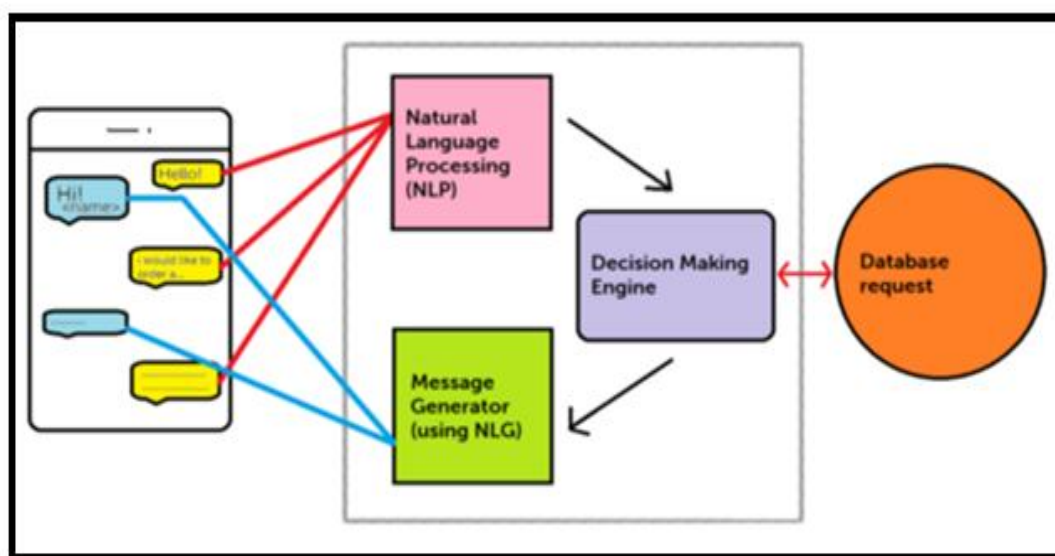 Hello!
Hi!
<name>
- would like to
order a...
Natural
Language
Processing
(NLP)
Decision Making
Engine
Database
request
Message
Generator
(using NLG)